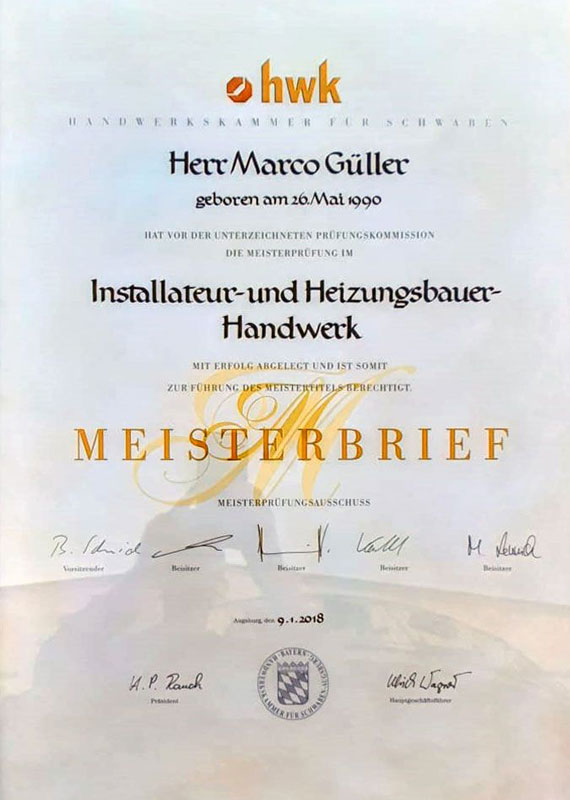 hwk
HANDWERKSKAMMER FÜR SCHWABEN
Herr Marco Güller
geboren am 26. Mai 1990
HAT VOR DER UNTERZEICHNETEN PRÜFUNGSKOMMISSION
DIE MEISTERPRÜFUNG IM
Installateur- und Heizungsbauer-
Handwerk
MIT ERFOLG ABGELEGT UND IST SOMIT
ZUR FÜHRUNG DES MEISTERTITELS BERECHTIGT.
M
MEISTERBRIEF
MEISTERPRÜFUNGSAUSSCHUSS
B. Schmid
Vorsitzender Beisitzer Beisitzer Beisitzer Beisitzer
Augsburg, den 9.1.2018
BAYERN
HANDWERKSKAMMER FÜR SCHWABEN
H. P. Rauch Ulrich Wagner
Präsident Hauptgeschäftsführer